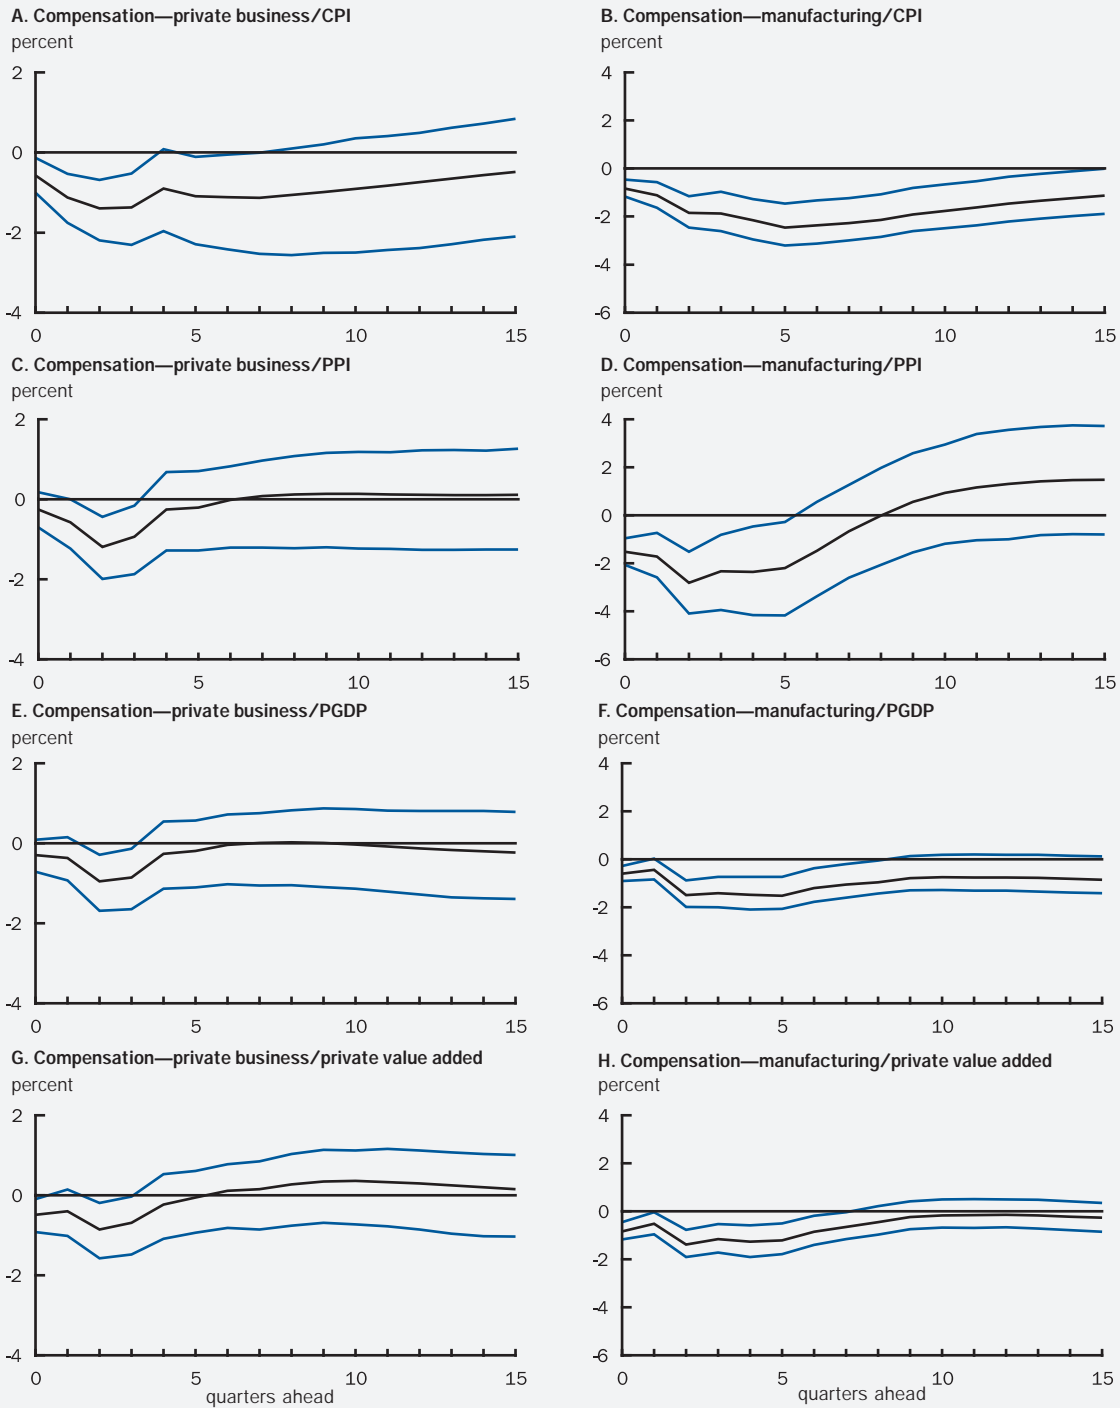 A. Compensation—private business/CPI
percent
2
0
-2
-4
0 5 10 15
B. Compensation—manufacturing/CPI
percent
4
2
0
-2
-4
-6
0 5 10 15
C. Compensation—private business/PPI
percent
2
0
-2
-4
0 5 10 15
D. Compensation—manufacturing/PPI
percent
4
2
0
-2
-4
-6
0 5 10 15
E. Compensation—private business/PGDP
percent
2
0
-2
-4
0 5 10 15
F. Compensation—manufacturing/PGDP
percent
4
2
0
-2
-4
-6
0 5 10 15
G. Compensation—private business/private value added
percent
2
0
-2
-4
0 5 10 15
quarters ahead
H. Compensation—manufacturing/private value added
percent
4
2
0
-2
-4
-6
0 5 10 15
quarters ahead